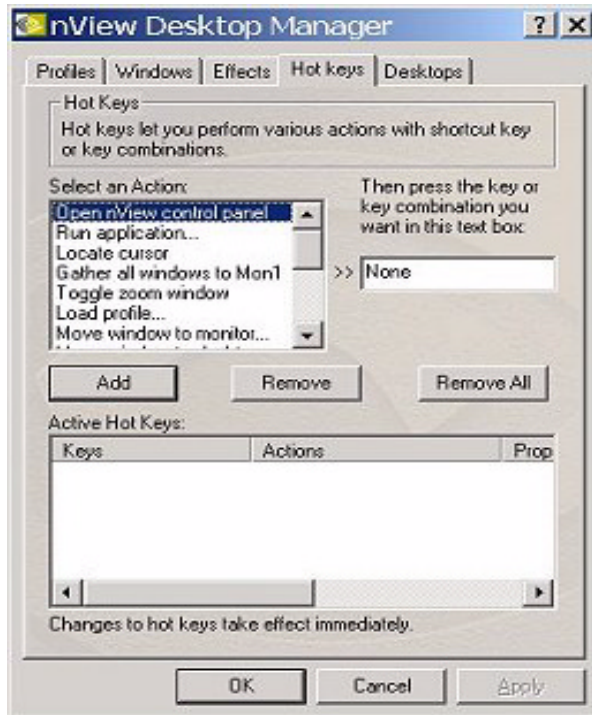 nView Desktop Manager
Profiles
Windows
Effects
Hot keys
Desktops
Hot Keys
Hot keys let you perform various actions with shortcut key
or key combinations.
Select an Action:
Open nView control panel
Run application...
Locate cursor
Gather all windows to Mon1
Toggle zoom window
Load profile...
Move window to monitor...
Then press the key or
key combination you
want in this text box:
>>
None
Add
Remove
Remove All
Active Hot Keys:
Keys
Actions
Prop
Changes to hot keys take effect immediately.
OK
Cancel
Apply